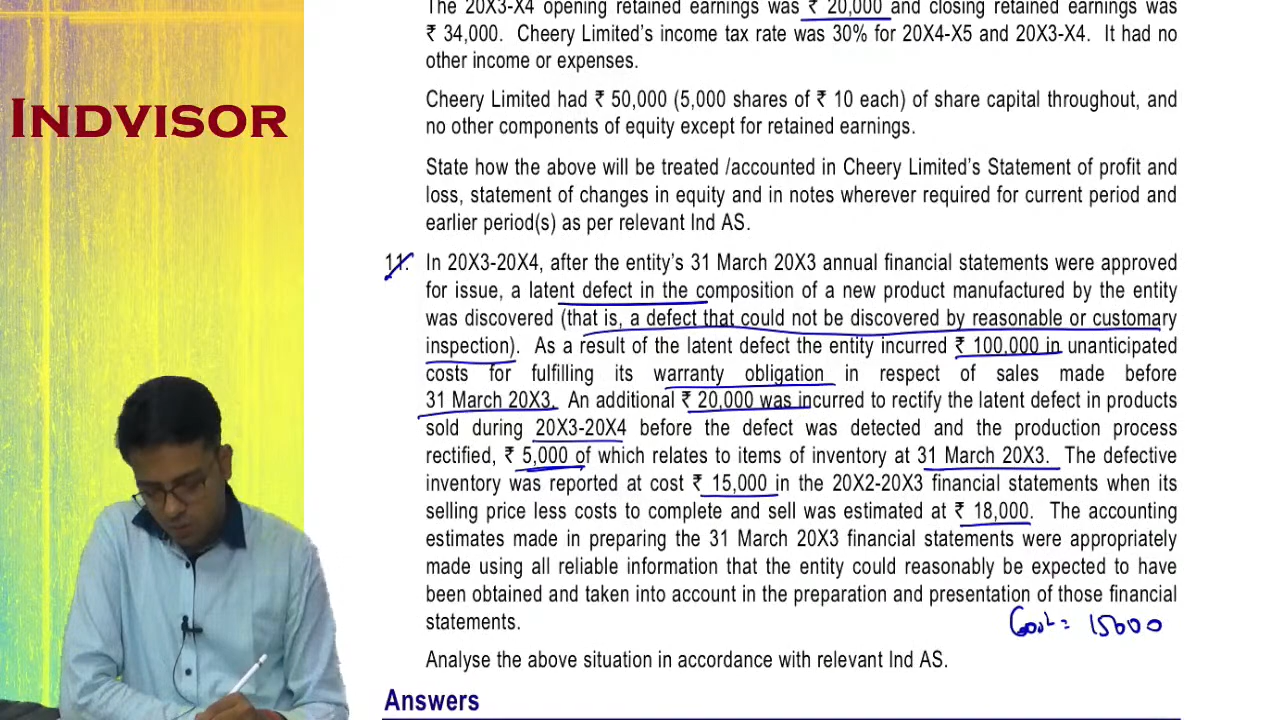 The 20X3-X4 opening retained earnings was ₹ 20,000 and closing retained earnings was
₹ 34,000. Cheery Limited's income tax rate was 30% for 20X4-X5 and 20X3-X4. It had no
other income or expenses.
INDVISOR
Cheery Limited had ₹ 50,000 (5,000 shares of ₹ 10 each) of share capital throughout, and
no other components of equity except for retained earnings.
State how the above will be treated /accounted in Cheery Limited's Statement of profit and
loss, statement of changes in equity and in notes wherever required for current period and
earlier period(s) as per relevant Ind AS.
11. In 20X3-20X4, after the entity's 31 March 20X3 annual financial statements were approved
for issue, a latent defect in the composition of a new product manufactured by the entity
was discovered (that is, a defect that could not be discovered by reasonable or customary
inspection). As a result of the latent defect the entity incurred ₹ 100,000 in unanticipated
costs for fulfilling its warranty obligation in respect of sales made before
31 March 20X3. An additional ₹ 20,000 was incurred to rectify the latent defect in products
sold during 20X3-20X4 before the defect was detected and the production process
rectified, ₹ 5,000 of which relates to items of inventory at 31 March 20X3. The defective
inventory was reported at cost ₹ 15,000 in the 20X2-20X3 financial statements when its
selling price less costs to complete and sell was estimated at ₹ 18,000. The accounting
estimates made in preparing the 31 March 20X3 financial statements were appropriately
made using all reliable information that the entity could reasonably be expected to have
been obtained and taken into account in the preparation and presentation of those financial
statements.
Cost = 15000
Analyse the above situation in accordance with relevant Ind AS.
Answers